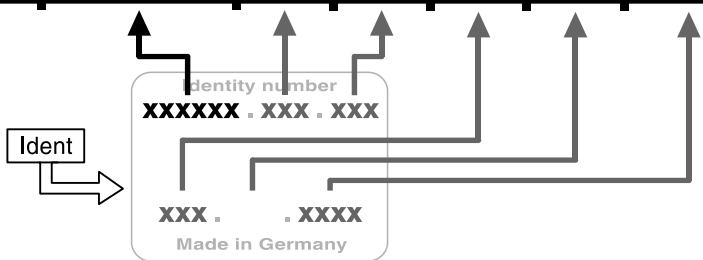 Identity number
xxxxxx . xxx . xxx
Ident
xxx .       . xxxx
Made in Germany